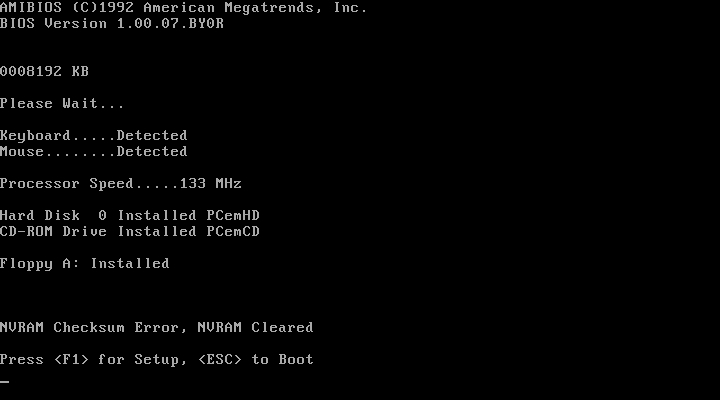 AMIBIOS (C)1992 American Megatrends, Inc.
BIOS Version 1.00.07.BY0R
0008192 KB
Please Wait...
Keyboard.....Detected
Mouse........Detected
Processor Speed.....133 MHz
Hard Disk  0 Installed PCemHD
CD-ROM Drive Installed PCemCD
Floppy A: Installed
NVRAM Checksum Error, NVRAM Cleared
Press <F1> for Setup, <ESC> to Boot